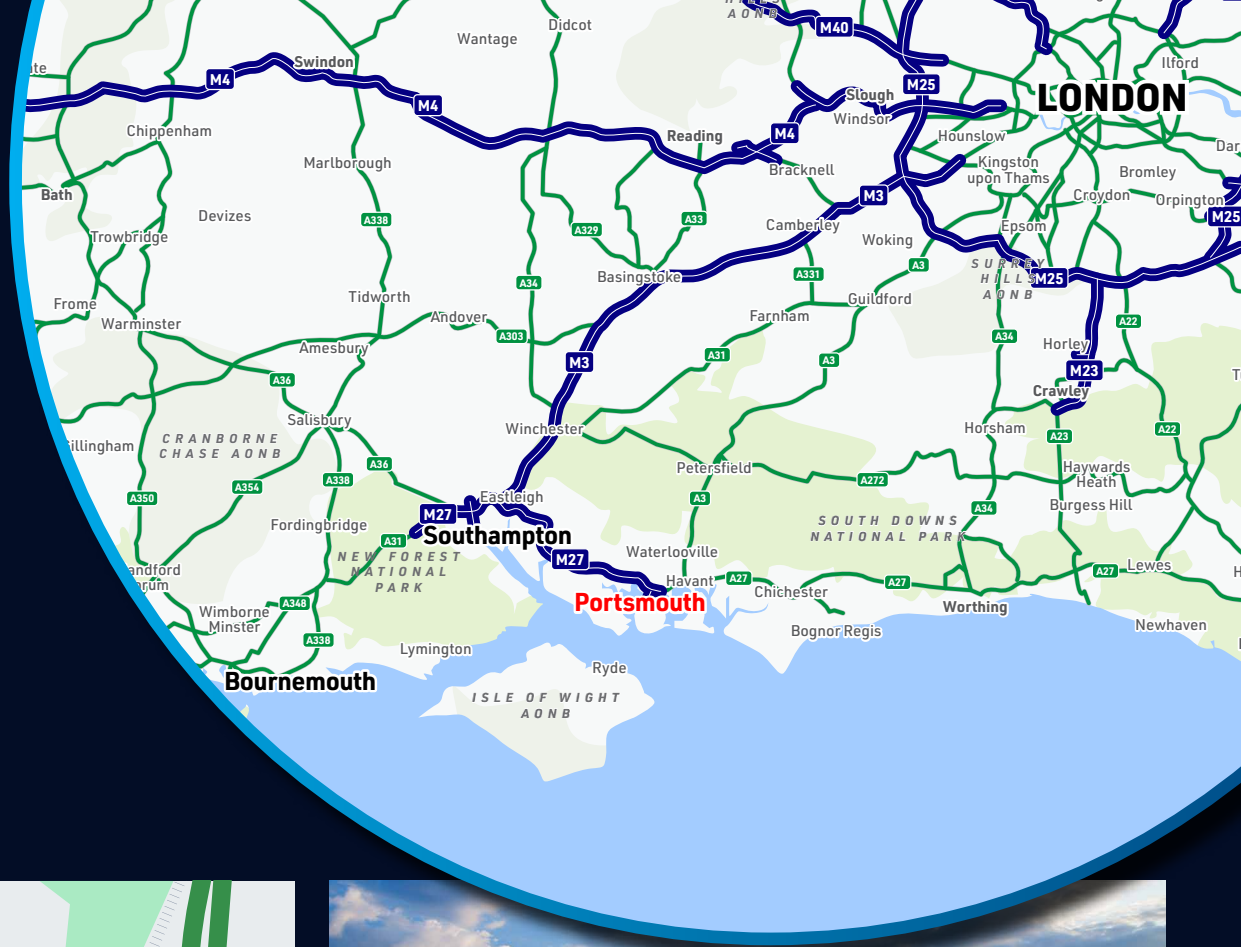 AONB
Didcot
M40
Wantage
Swindon
Ilford
M4
M25
Slough
LONDON
M4
Windsor
Chippenham
M4
Reading
Hounslow
Marlborough
Bracknell
Kingston
upon Thams
Bromley
Bath
M3
Croydon
Orpington
Devizes
A338
A329
A33
Camberley
Epsom
M25
Trowbridge
Woking
A3
SURREY
HILLS
AONB
M25
Basingstoke
A331
A34
Tidworth
Guildford
Frome
Warminster
Andover
Farnham
A22
A303
A34
Amesbury
Horley
M3
A31
A3
M23
A36
Crawley
Salisbury
Winchester
Horsham
A23
A22
CRANBORNE
CHASE AONB
A36
Petersfield
Haywards
Heath
A354
A338
A272
A350
Eastleigh
A3
A34
Burgess Hill
M27
Fordingbridge
Southampton
SOUTH DOWNS
NATIONAL PARK
A31
NEW FOREST
NATIONAL
PARK
M27
Waterlooville
Lewes
A27
Havant
A27
A27
Chichester
A348
Portsmouth
Worthing
Wimborne
Minster
Newhaven
A338
Bognor Regis
Lymington
Ryde
Bournemouth
ISLE OF WIGHT
AONB